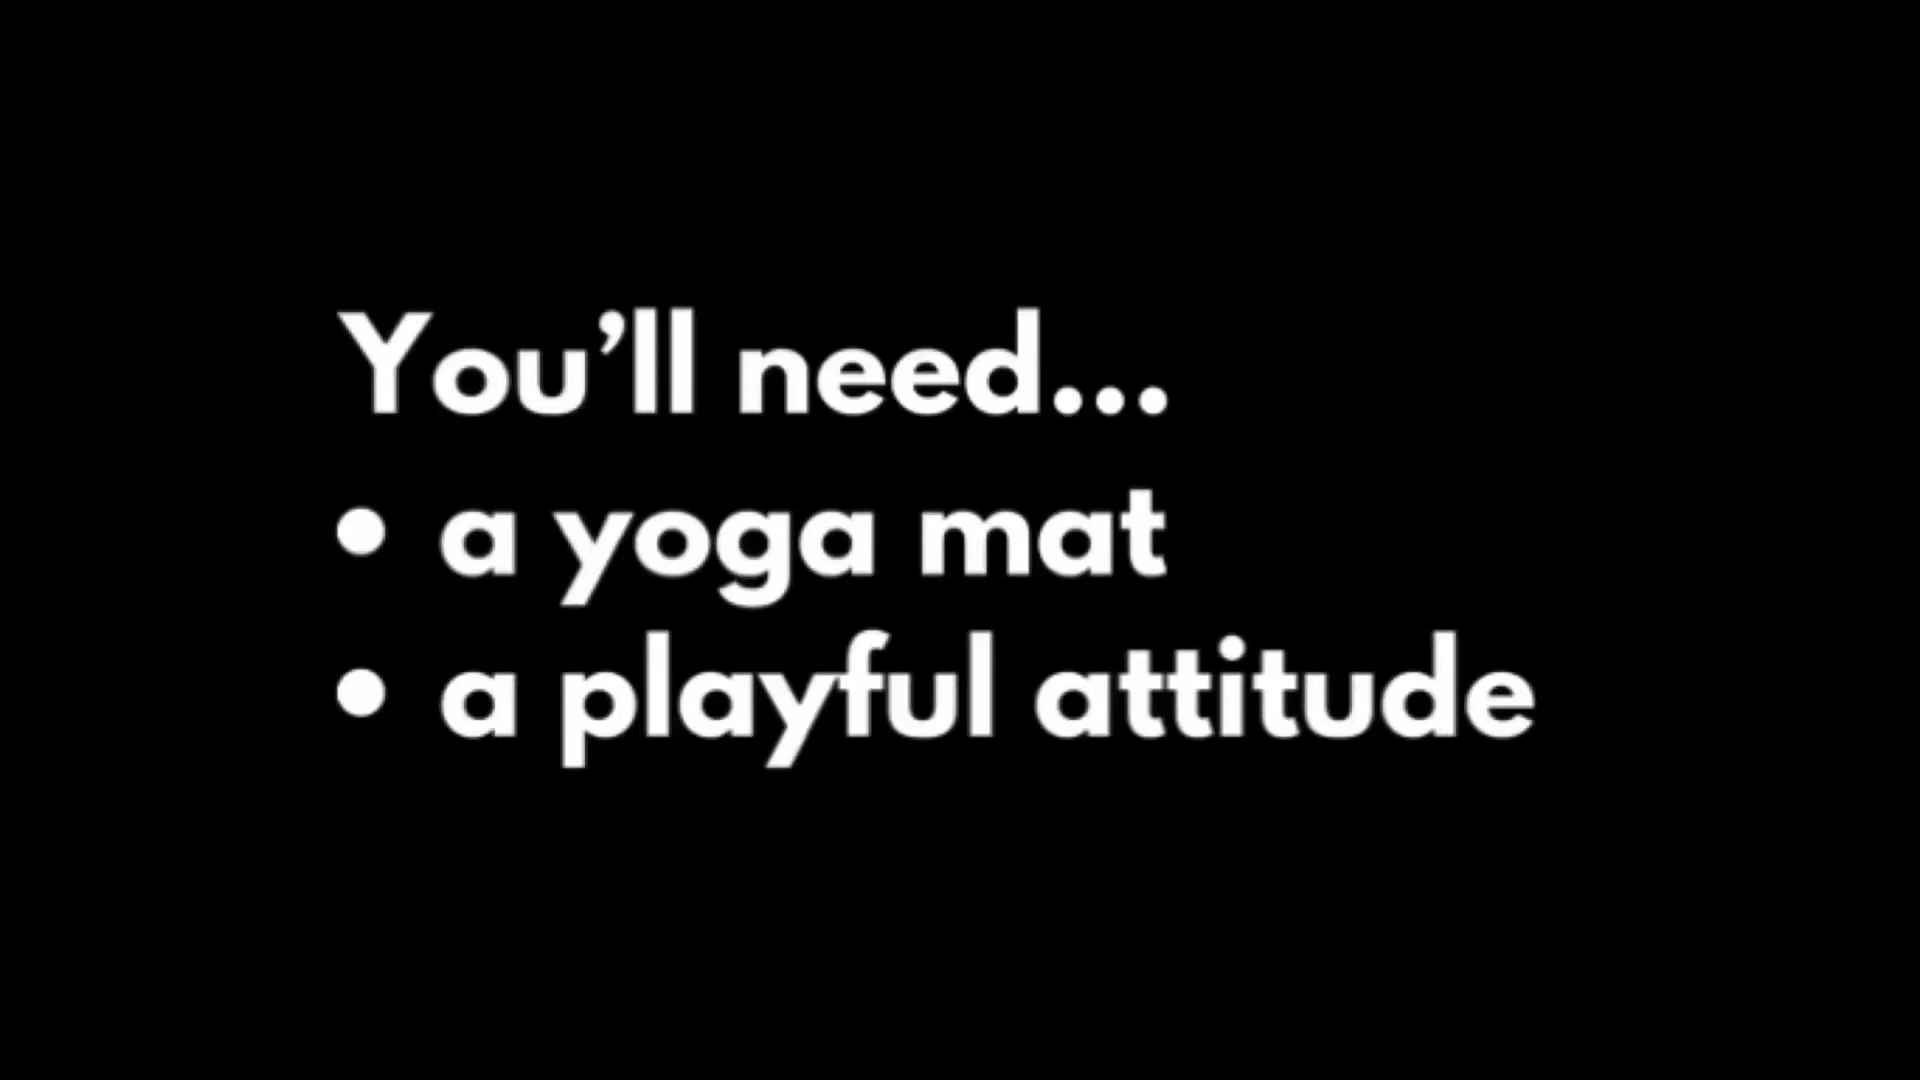 You’ll need...
• a yoga mat
• a playful attitude